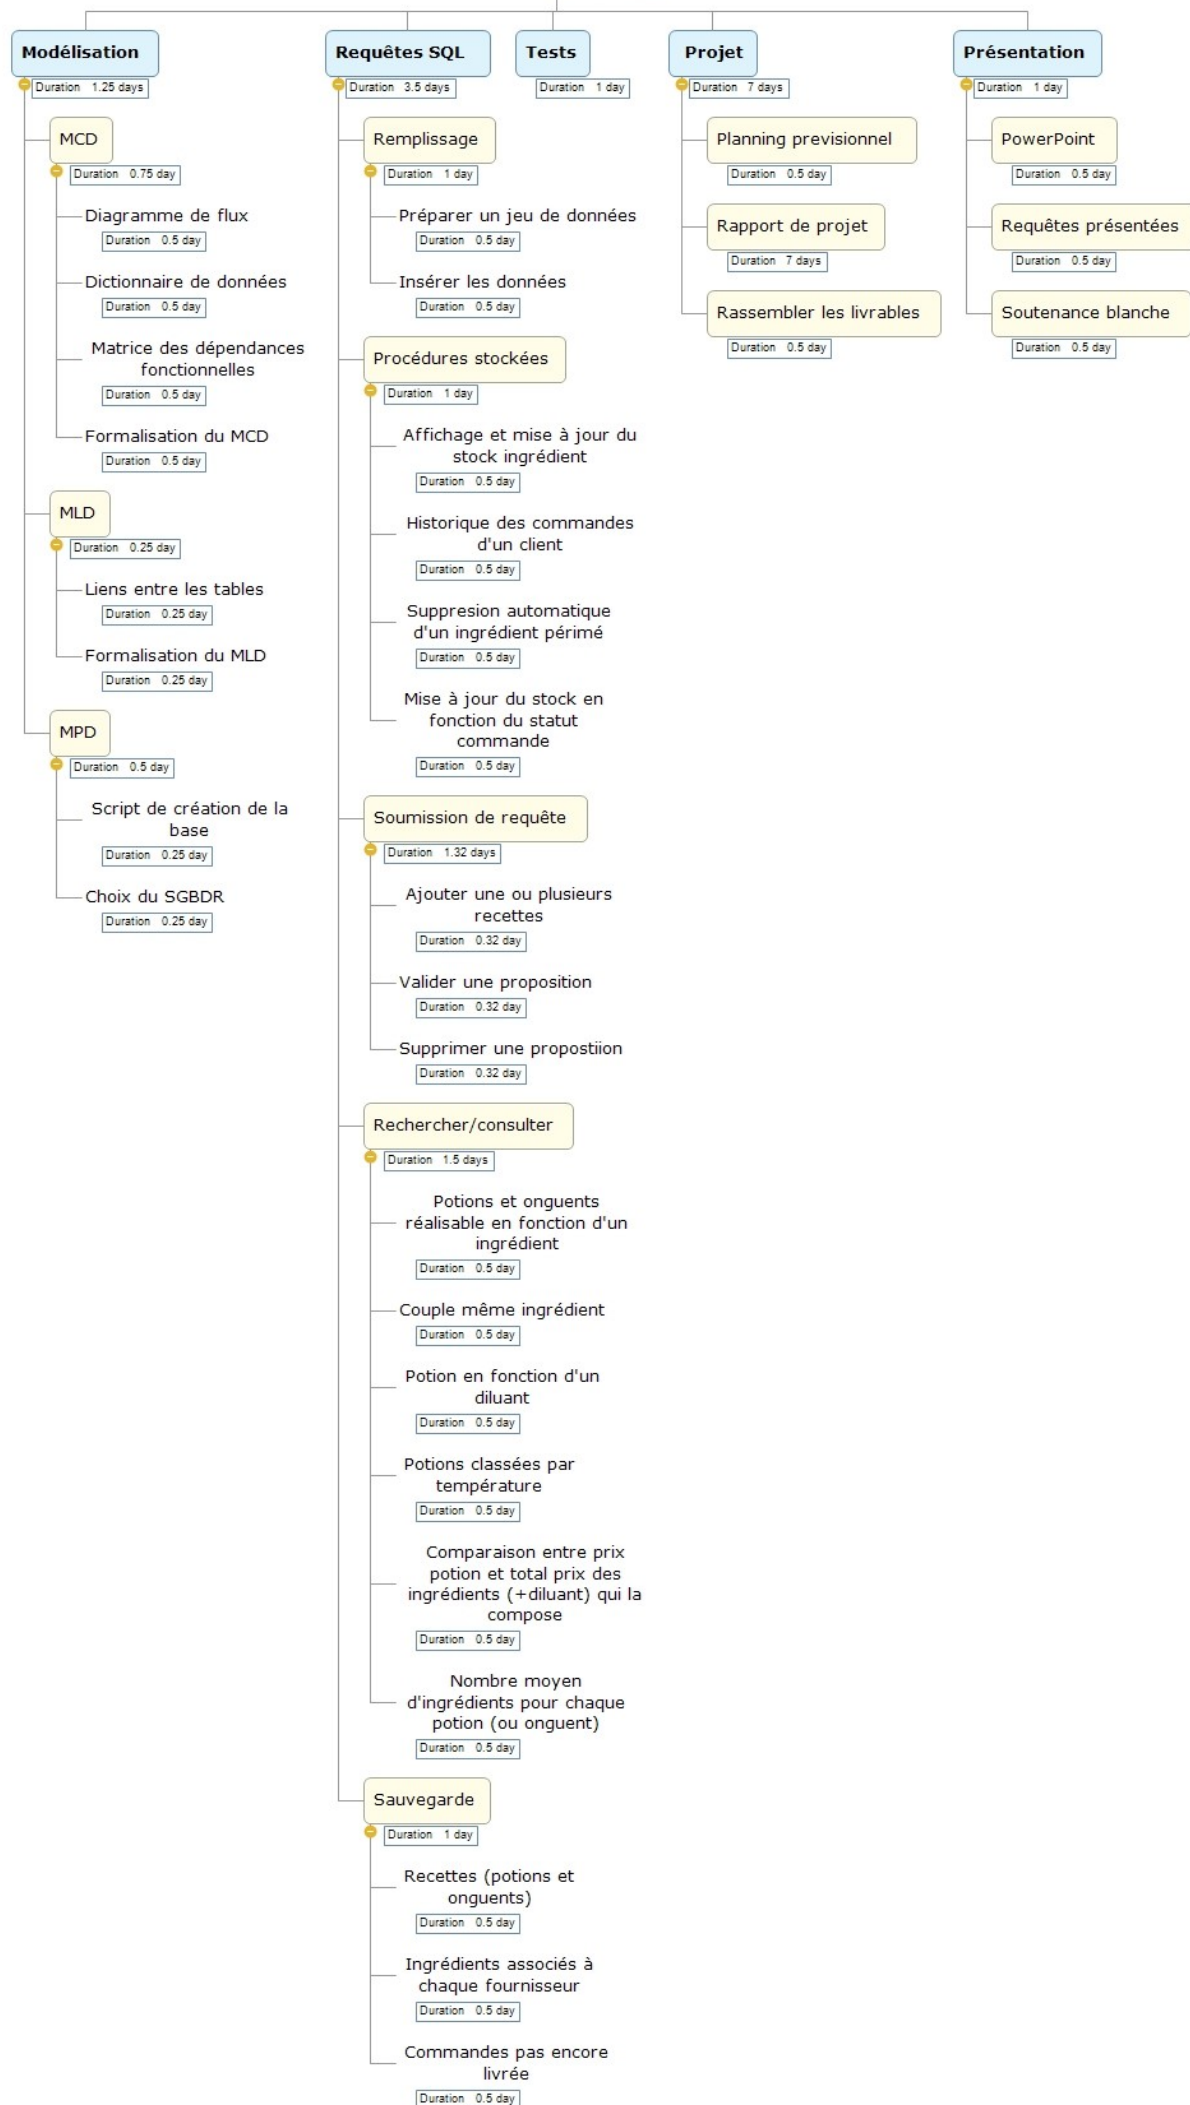 Modélisation
Duration 1.25 days
MCD
Duration 0.75 day
Diagramme de flux
Duration 0.5 day
Dictionnaire de données
Duration 0.5 day
Matrice des dépendances
fonctionnelles
Duration 0.5 day
Formalisation du MCD
Duration 0.5 day
MLD
Duration 0.25 day
Liens entre les tables
Duration 0.25 day
Formalisation du MLD
Duration 0.25 day
MPD
Duration 0.5 day
Script de création de la
base
Duration 0.25 day
Choix du SGBDR
Duration 0.25 day
Requêtes SQL
Duration 3.5 days
Remplissage
Duration 1 day
Préparer un jeu de données
Duration 0.5 day
Insérer les données
Duration 0.5 day
Procédures stockées
Duration 1 day
Affichage et mise à jour du
stock ingrédient
Duration 0.5 day
Historique des commandes
d'un client
Duration 0.5 day
Suppresion automatique
d'un ingrédient périmé
Duration 0.5 day
Mise à jour du stock en
fonction du statut
commande
Duration 0.5 day
Soumission de requête
Duration 1.32 days
Ajouter une ou plusieurs
recettes
Duration 0.32 day
Valider une proposition
Duration 0.32 day
Supprimer une propostiion
Duration 0.32 day
Rechercher/consulter
Duration 1.5 days
Potions et onguents
réalisable en fonction d'un
ingrédient
Duration 0.5 day
Couple même ingrédient
Duration 0.5 day
Potion en fonction d'un
diluant
Duration 0.5 day
Potions classées par
température
Duration 0.5 day
Comparaison entre prix
potion et total prix des
ingrédients (+diluant) qui la
compose
Duration 0.5 day
Nombre moyen
d'ingrédients pour chaque
potion (ou onguent)
Duration 0.5 day
Sauvegarde
Duration 1 day
Recettes (potions et
onguents)
Duration 0.5 day
Ingrédients associés à
chaque fournisseur
Duration 0.5 day
Commandes pas encore
livrée
Duration 0.5 day
Tests
Duration 1 day
Projet
Duration 7 days
Planning previsionnel
Duration 0.5 day
Rapport de projet
Duration 7 days
Rassembler les livrables
Duration 0.5 day
Présentation
Duration 1 day
PowerPoint
Duration 0.5 day
Requêtes présentées
Duration 0.5 day
Soutenance blanche
Duration 0.5 day